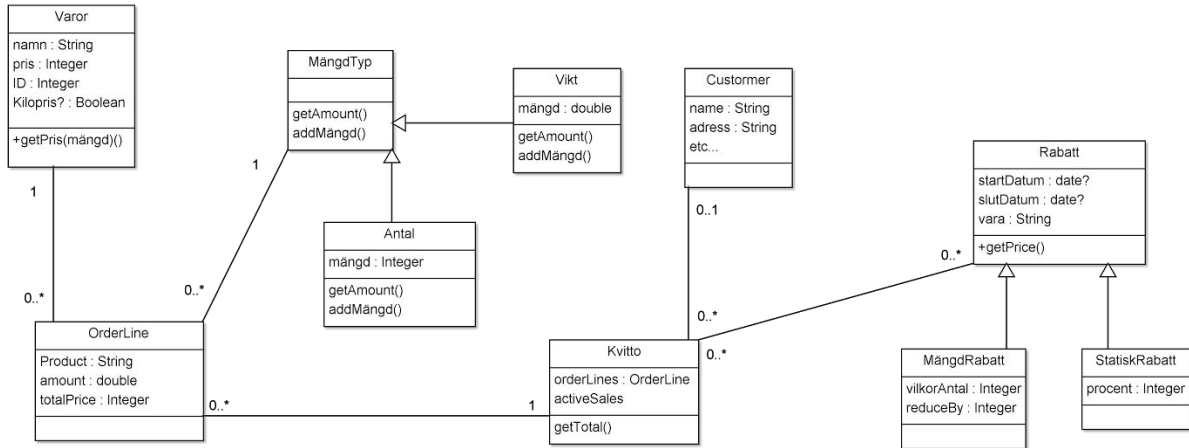 Varor
namn : String
pris : Integer
ID : Integer
Kilopris? : Boolean
+getPris(mängd)()
1
0..*
MängdTyp
getAmount()
addMängd()
1
0..*
Vikt
mängd : double
getAmount()
addMängd()
Antal
mängd : Integer
getAmount()
addMängd()
Custormer
name : String
adress : String
etc...
0..1
0..*
Rabatt
startDatum : date?
slutDatum : date?
vara : String
+getPrice()
0..*
0..*
OrderLine
Product : String
amount : double
totalPrice : Integer
0..*
1
Kvitto
orderLines : OrderLine
activeSales
getTotal()
MängdRabatt
vilkorAntal : Integer
reduceBy : Integer
StatiskRabatt
procent : Integer